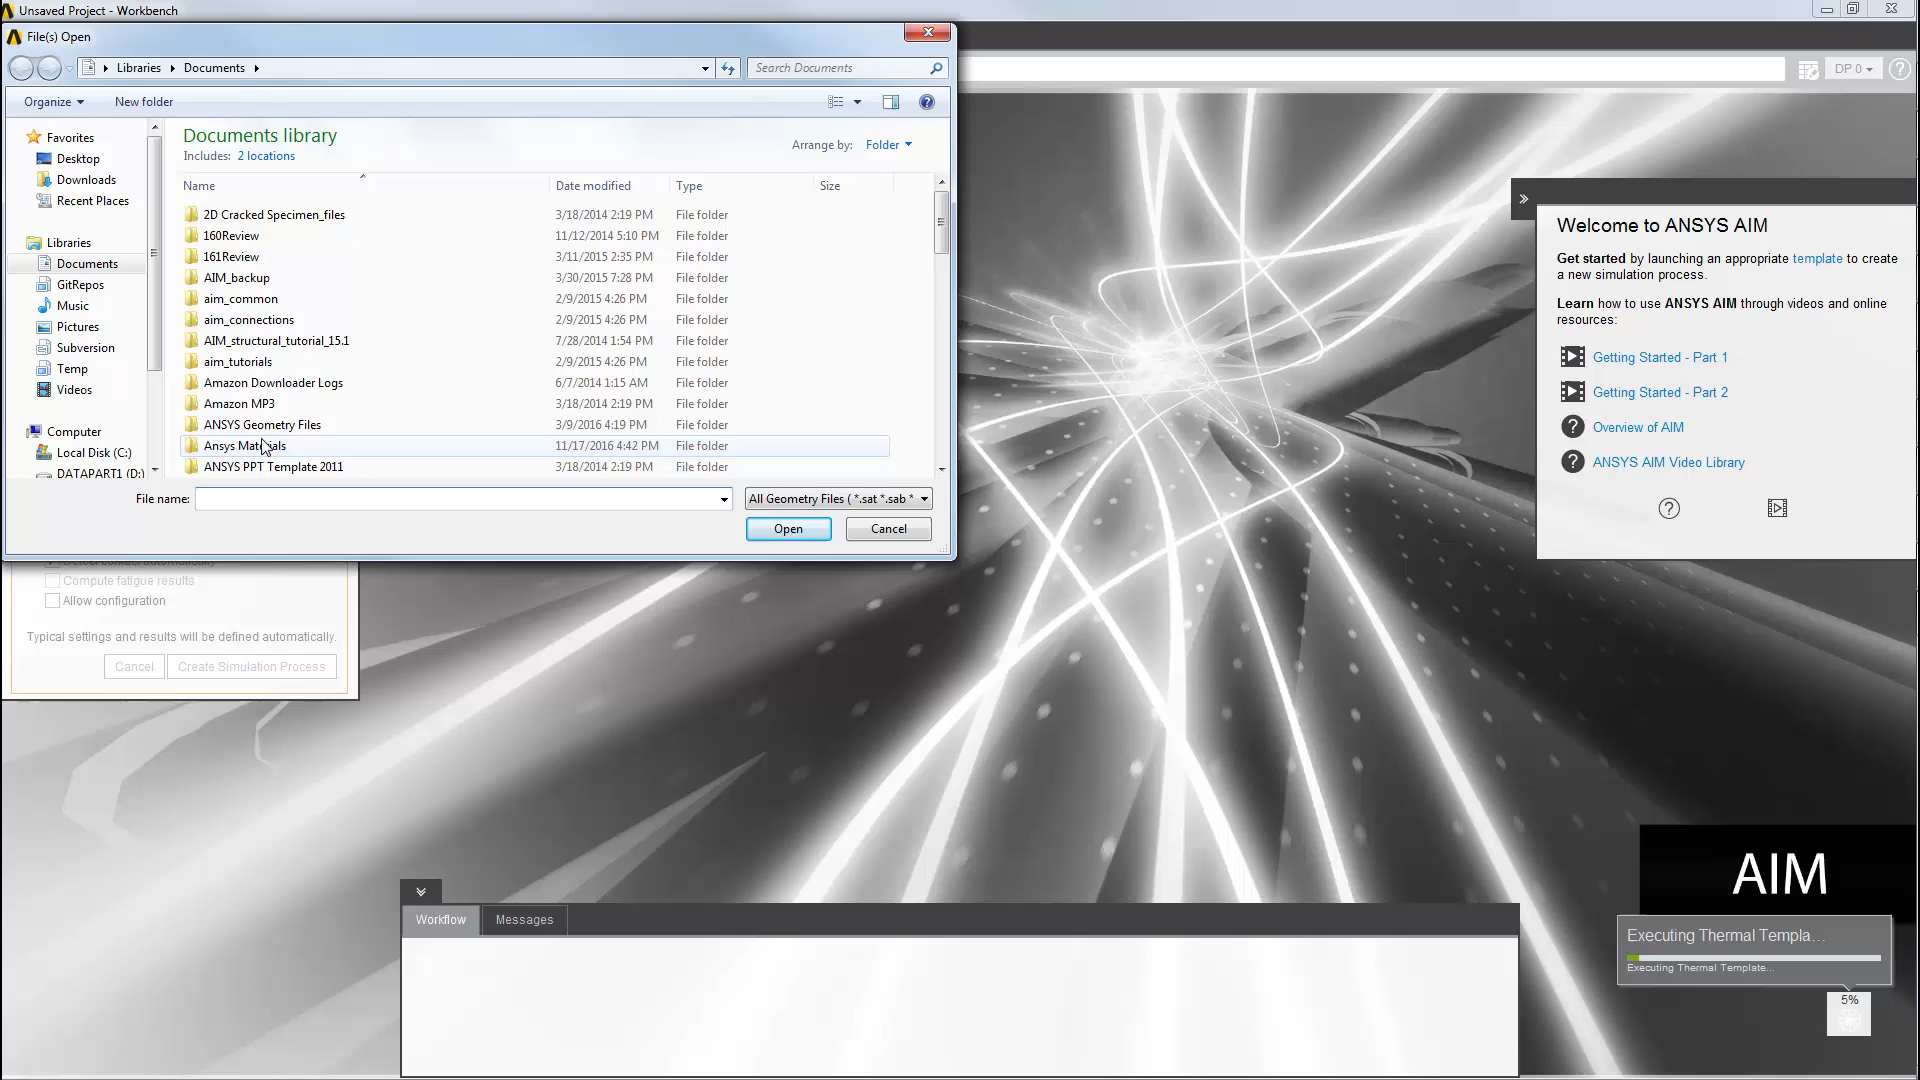 Unsaved Project - Workbench
File(s) Open
Libraries Documents
Search Documents
DP 0
Organize
New folder
Favorites
Desktop
Downloads
Recent Places
Libraries
Documents
GitRepos
Music
Pictures
Subversion
Temp
Videos
Computer
Local Disk (C:)
DATAPART1 (D:)
Documents library
Includes: 2 locations
Arrange by: Folder
Name Date modified Type Size
2D Cracked Specimen_files 3/18/2014 2:19 PM File folder
160Review 11/12/2014 5:10 PM File folder
161Review 3/11/2015 2:35 PM File folder
AIM_backup 3/30/2015 7:28 PM File folder
aim_common 2/9/2015 4:26 PM File folder
aim_connections 2/9/2015 4:26 PM File folder
AIM_structural_tutorial_15.1 7/28/2014 1:54 PM File folder
aim_tutorials 2/9/2015 4:26 PM File folder
Amazon Downloader Logs 6/7/2014 1:15 AM File folder
Amazon MP3 3/18/2014 2:19 PM File folder
ANSYS Geometry Files 3/9/2016 4:19 PM File folder
Ansys Materials 11/17/2016 4:42 PM File folder
ANSYS PPT Template 2011 3/18/2014 2:19 PM File folder
File name:
All Geometry Files ( *.sat *.sab *
Open Cancel
Detect contact automatically
Compute fatigue results
Allow configuration
Typical settings and results will be defined automatically.
Cancel Create Simulation Process
Welcome to ANSYS AIM
Get started by launching an appropriate template to create
a new simulation process.
Learn how to use ANSYS AIM through videos and online
resources:
Getting Started - Part 1
Getting Started - Part 2
Overview of AIM
ANSYS AIM Video Library
Workflow Messages
AIM
Executing Thermal Templa...
Executing Thermal Template...
5%